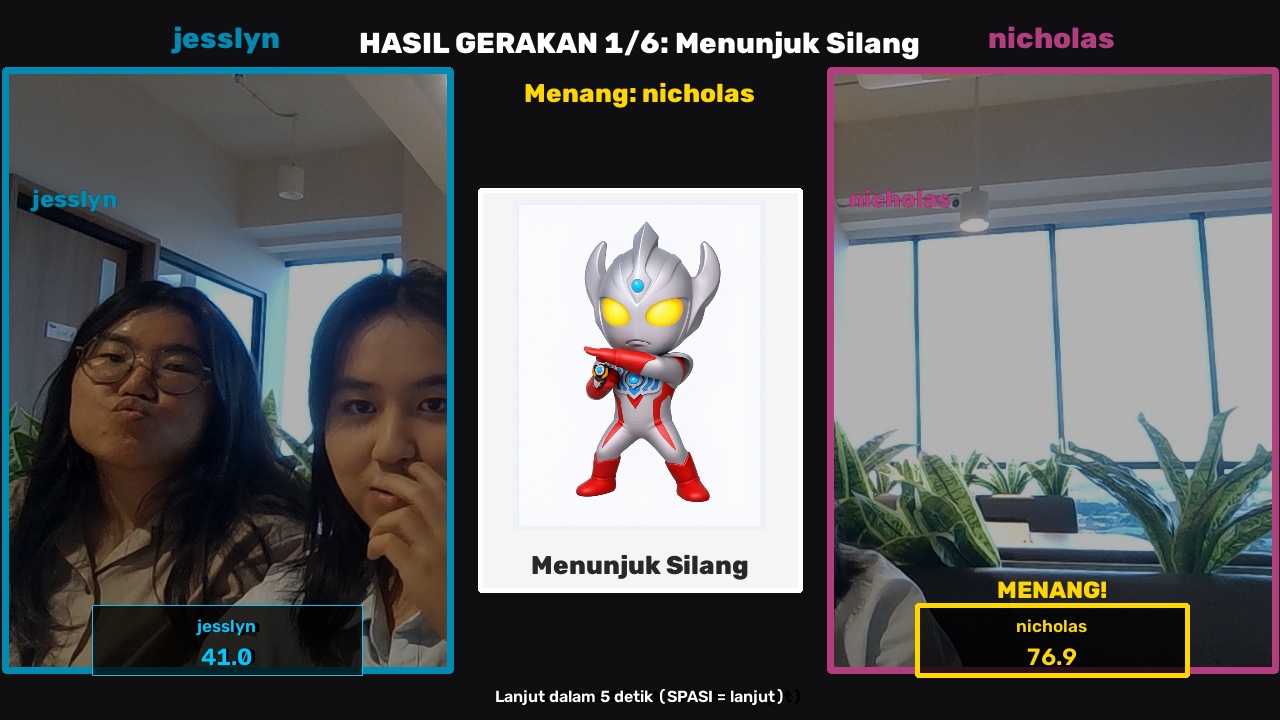 jesslyn
HASIL GERAKAN 1/6: Menunjuk Silang
nicholas
Menang: nicholas
jesslyn
nicholas
Menunjuk Silang
MENANG!
jesslyn
41.0
nicholas
76.9
Lanjut dalam 5 detik (SPASI = lanjut)